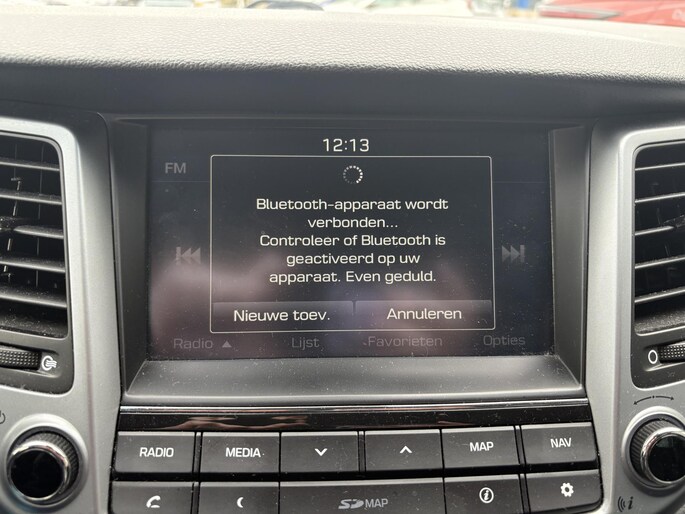 12:13
FM
Bluetooth-apparaat wordt
verbonden...
Controleer of Bluetooth is
geactiveerd op uw
apparaat. Even geduld.
Nieuwe toev. Annuleren
Radio ▲ Lijst Favorieten Opties
RADIO MEDIA MAP NAV
SD MAP